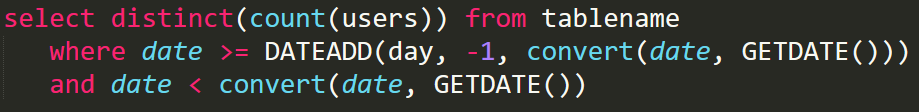 select distinct(count(users)) from tablename
where date >= DATEADD(day, -1, convert(date, GETDATE()))
and date < convert(date, GETDATE())